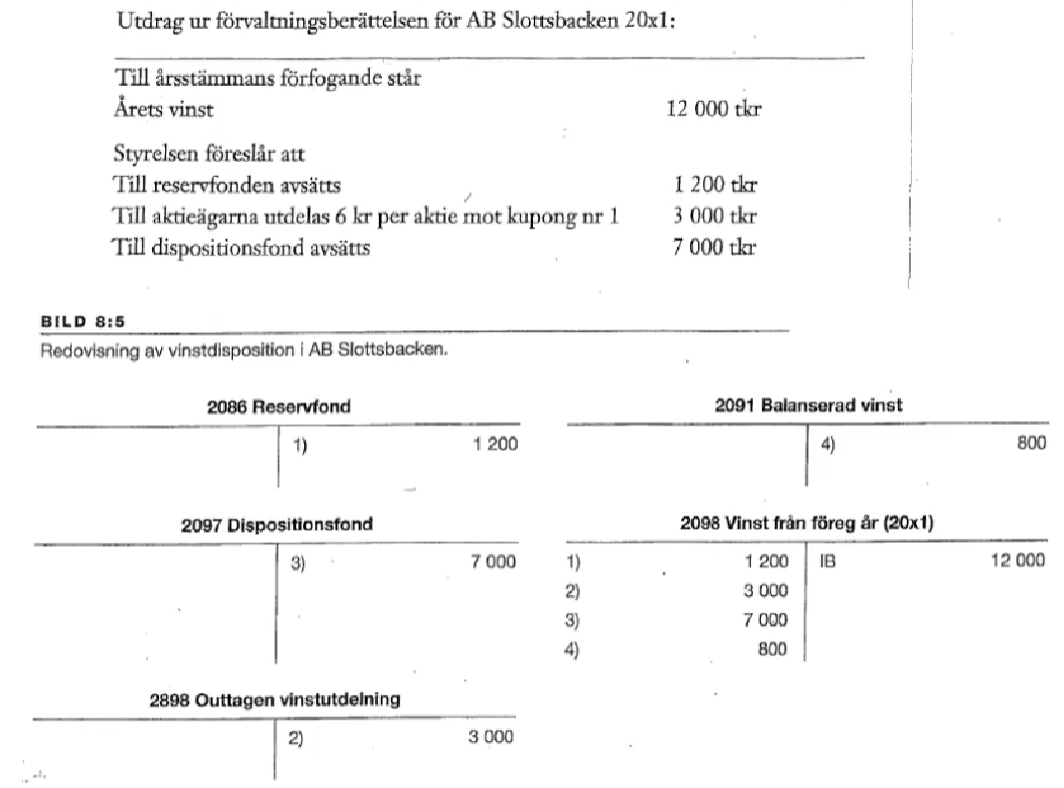 Utdrag ur förvaltningsberättelsen för AB Slottsbacken 20x1:
Till årsstämmans förfogande står
Årets vinst 12 000 tkr
Styrelsen föreslår att
Till reservfonden avsätts 1 200 tkr
Till aktieägarna utdelas 6 kr per aktie mot kupong nr 1 3 000 tkr
Till dispositionsfond avsätts 7 000 tkr
BILD 8:5
Redovisning av vinstdisposition i AB Slottsbacken.
2086 Reservfond
1) 1 200
2091 Balanserad vinst
4) 800
2097 Dispositionsfond
3) 7 000
2098 Vinst från föreg år (20x1)
1) 1 200 IB 12 000
2) 3 000
3) 7 000
4) 800
2898 Outtagen vinstutdelning
2) 3 000